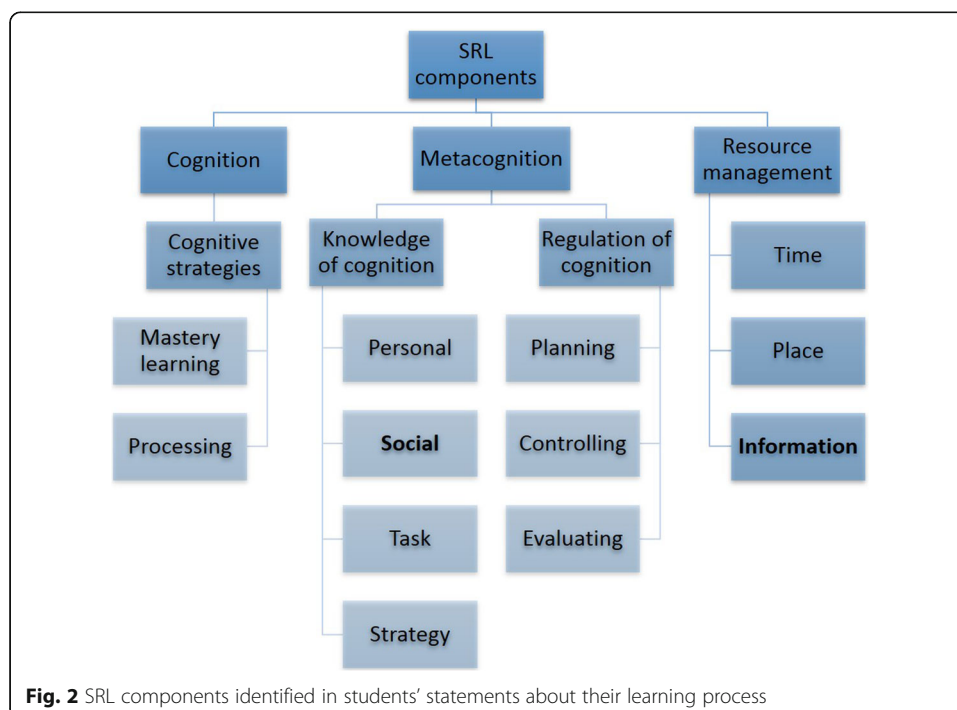 SRL
components
Cognition
Metacognition
Resource
management
Cognitive
strategies
Knowledge
of cognition
Regulation of
cognition
Time
Mastery
learning
Personal
Planning
Place
Processing
Social
Controlling
Information
Task
Evaluating
Strategy
Fig. 2 SRL components identified in students’ statements about their learning process